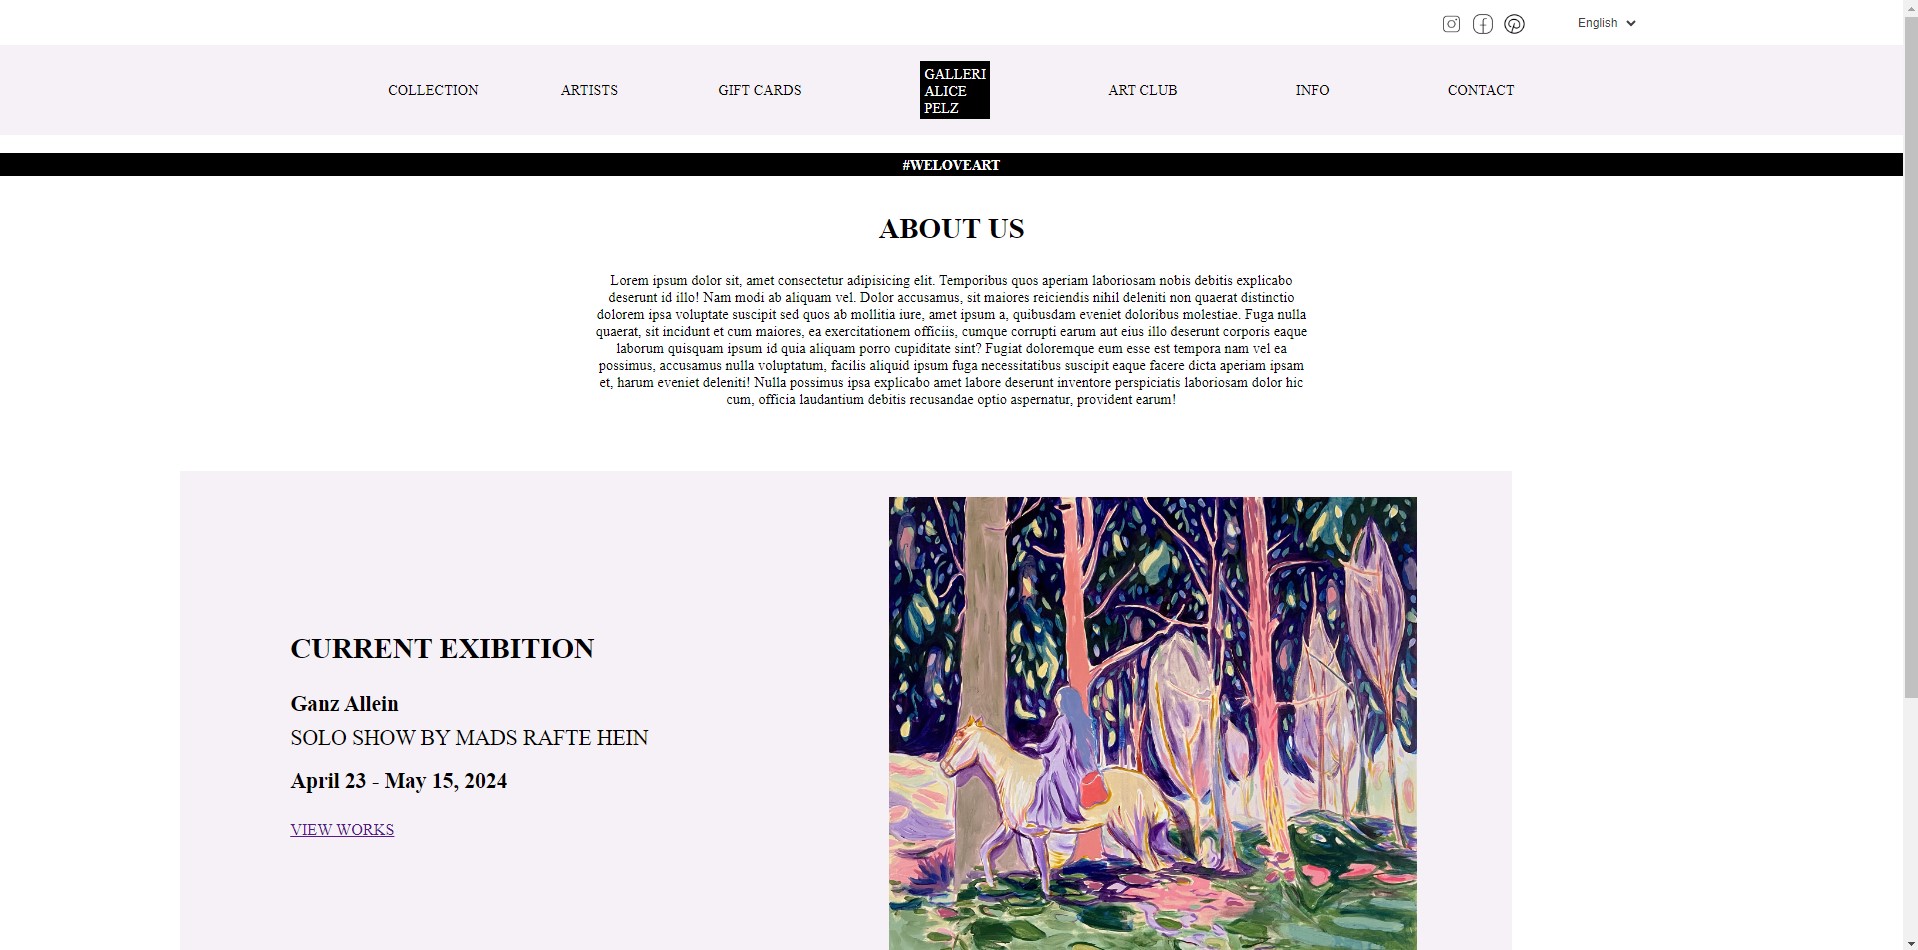 English
COLLECTION
ARTISTS
GIFT CARDS
GALLERI
ALICE
PELZ
ART CLUB
INFO
CONTACT
#WELOVEART
ABOUT US
Lorem ipsum dolor sit, amet consectetur adipisicing elit. Temporibus quos aperiam laboriosam nobis debitis explicabo
deserunt id illo! Nam modi ab aliquam vel. Dolor accusamus, sit maiores reiciendis nihil deleniti non quaerat distinctio
dolorem ipsa voluptate suscipit sed quos ab mollitia iure, amet ipsum a, quibusdam eveniet doloribus molestiae. Fuga nulla
quaerat, sit incidunt et cum maiores, ea exercitationem officiis, cumque corrupti earum aut eius illo deserunt corporis eaque
laborum quisquam ipsum id quia aliquam porro cupiditate sint? Fugiat doloremque eum esse est tempora nam vel ea
possimus, accusamus nulla voluptatum, facilis aliquid ipsum fuga necessitatibus suscipit eaque facere dicta aperiam ipsam
et, harum eveniet deleniti! Nulla possimus ipsa explicabo amet labore deserunt inventore perspiciatis laboriosam dolor hic
cum, officia laudantium debitis recusandae optio aspernatur, provident earum!
CURRENT EXIBITION
Ganz Allein
SOLO SHOW BY MADS RAFTE HEIN
April 23 - May 15, 2024
VIEW WORKS